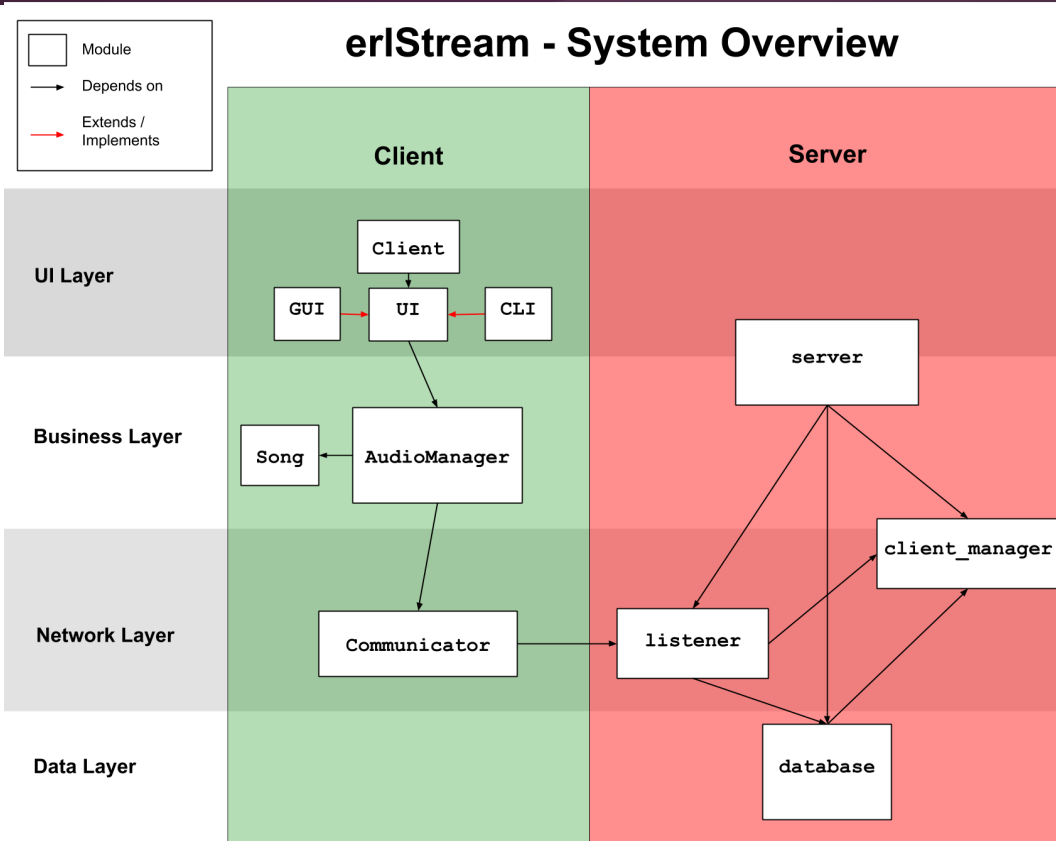 erlStream - System Overview
Module
Depends on
Extends /
Implements
Client
Server
UI Layer
Client
GUI
UI
CLI
server
Business Layer
Song
AudioManager
client_manager
Network Layer
Communicator
listener
Data Layer
database